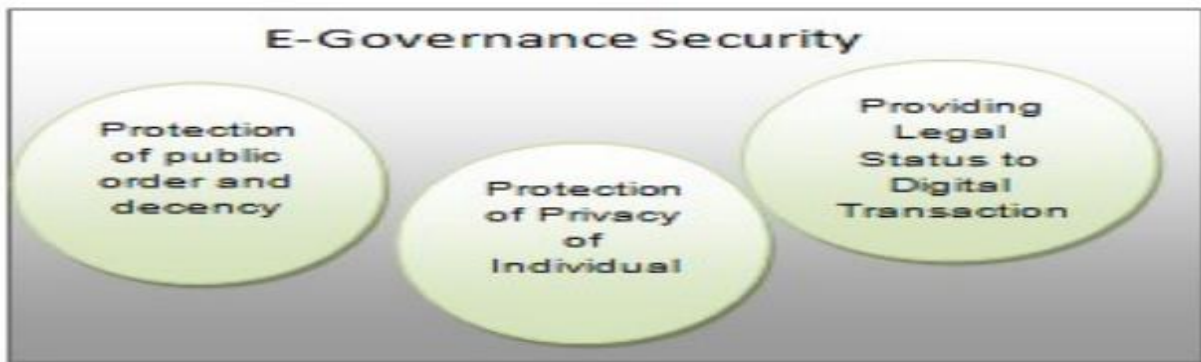 E-Governance Security
Protection
of public
order and
decency
Protection
of Privacy
of
Individual
Providing
Legal
Status to
Digital
Transaction